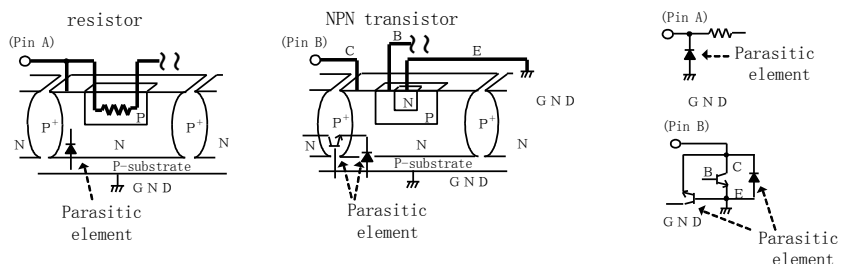 resistor
(Pin A)
P+
P
P+
N
N
N
P-substrate
GND
Parasitic
element
NPN transistor
(Pin B)
C
B
E
N
P+
P
P+
N
N
N
P-substrate
GND
GND
Parasitic
element
(Pin A)
Parasitic
element
GND
(Pin B)
C
B
E
GND
Parasitic
element